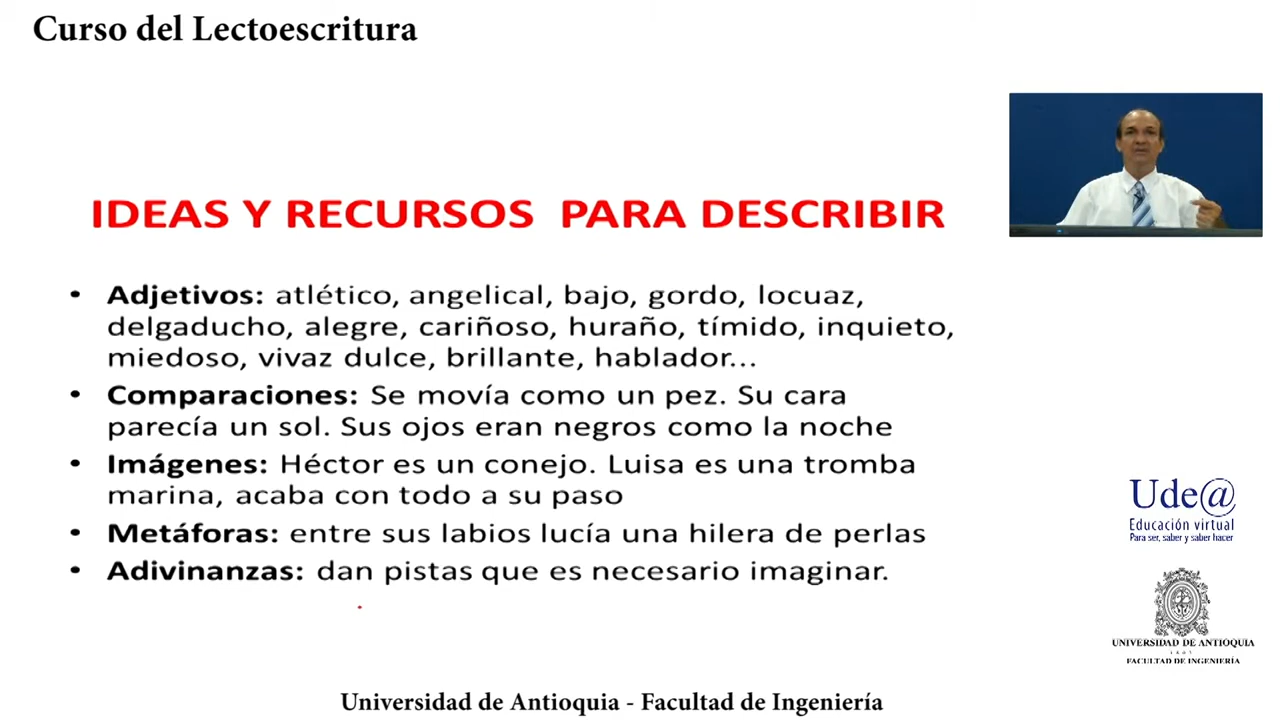 Curso del Lectoescritura
IDEAS Y RECURSOS PARA DESCRIBIR
• Adjetivos: atlético, angelical, bajo, gordo, locuaz,
delgaducho, alegre, cariñoso, huraño, tímido, inquieto,
miedoso, vivaz dulce, brillante, hablador...
• Comparaciones: Se movía como un pez. Su cara
parecía un sol. Sus ojos eran negros como la noche
• Imágenes: Héctor es un conejo. Luisa es una tromba
marina, acaba con todo a su paso
• Metáforas: entre sus labios lucía una hilera de perlas
• Adivinanzas: dan pistas que es necesario imaginar.
Ude@
Educación virtual
Para ser, saber y saber hacer
UNIVERSIDAD DE ANTIOQUIA
1803
FACULTAD DE INGENIERÍA
Universidad de Antioquia - Facultad de Ingeniería